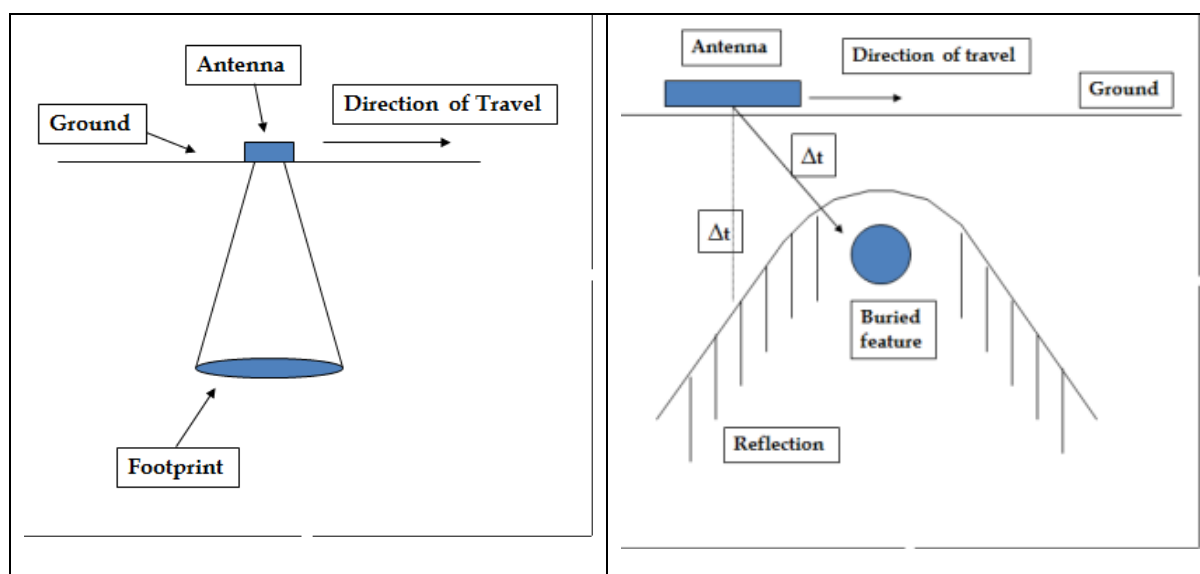 Antenna
Direction of Travel
Ground
Footprint
Antenna
Direction of travel
Ground
Δt
Δt
Buried
feature
Reflection